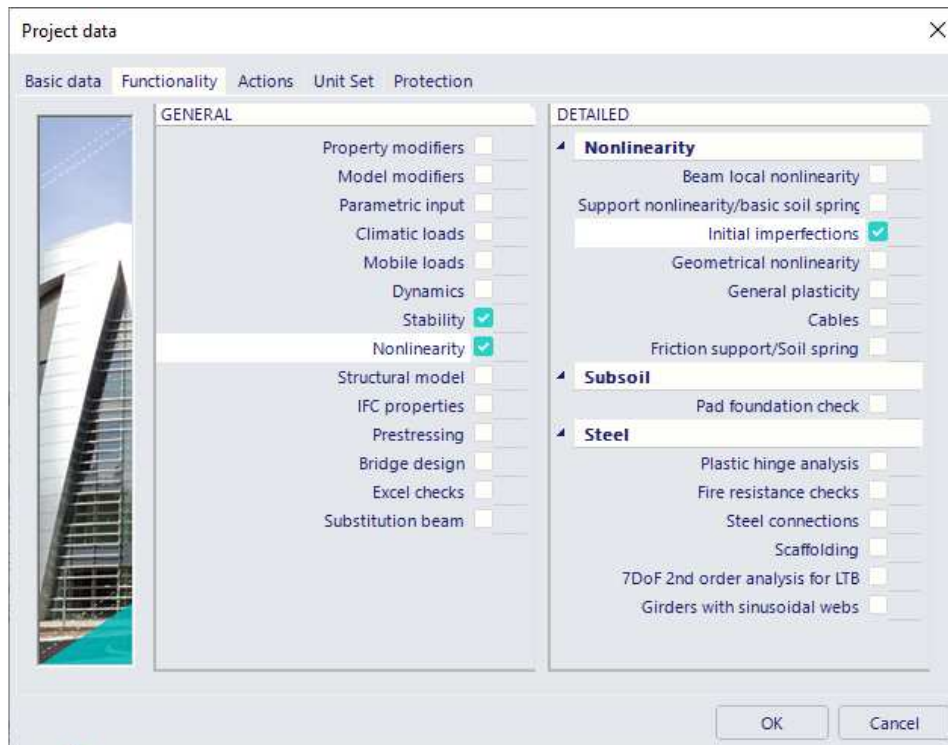 Project data
Basic data Functionality Actions Unit Set Protection
GENERAL
Property modifiers
Model modifiers
Parametric input
Climatic loads
Mobile loads
Dynamics
Stability
Nonlinearity
Structural model
IFC properties
Prestressing
Bridge design
Excel checks
Substitution beam
DETAILED
Nonlinearity
Beam local nonlinearity
Support nonlinearity/basic soil spring
Initial imperfections
Geometrical nonlinearity
General plasticity
Cables
Friction support/Soil spring
Subsoil
Pad foundation check
Steel
Plastic hinge analysis
Fire resistance checks
Steel connections
Scaffolding
7DoF 2nd order analysis for LTB
Girders with sinusoidal webs
OK Cancel